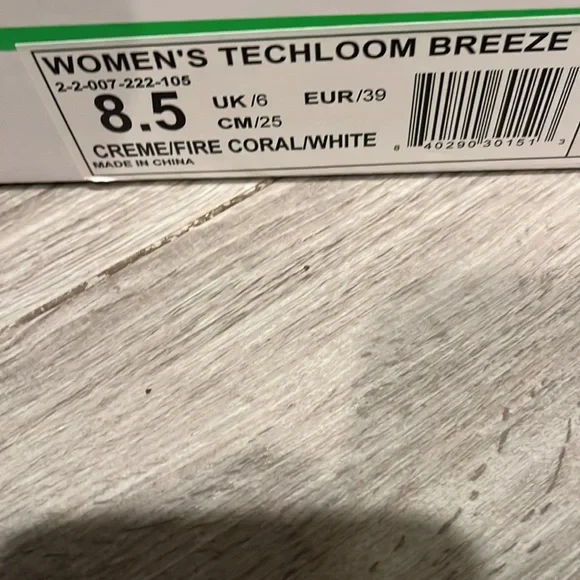 WOMEN'S TECHLOOM BREEZE
2-2-007-222-105
8.5 UK/6 EUR/39
CM/25
CREME/FIRE CORAL/WHITE
MADE IN CHINA
8 40290 30151 3